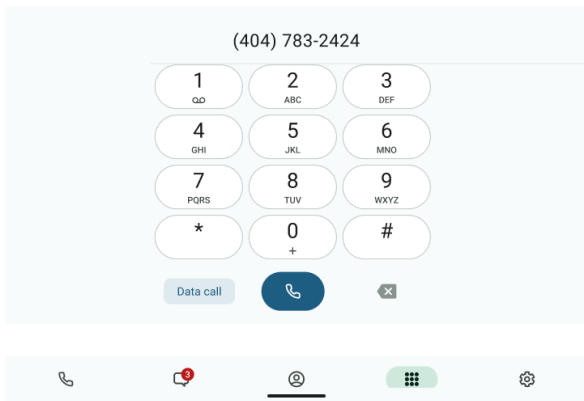 (404) 783-2424
1 2 3
ABC DEF
4 5 6
GHI JKL MNO
7 8 9
PQRS TUV WXYZ
* 0 #
+
Data call
3